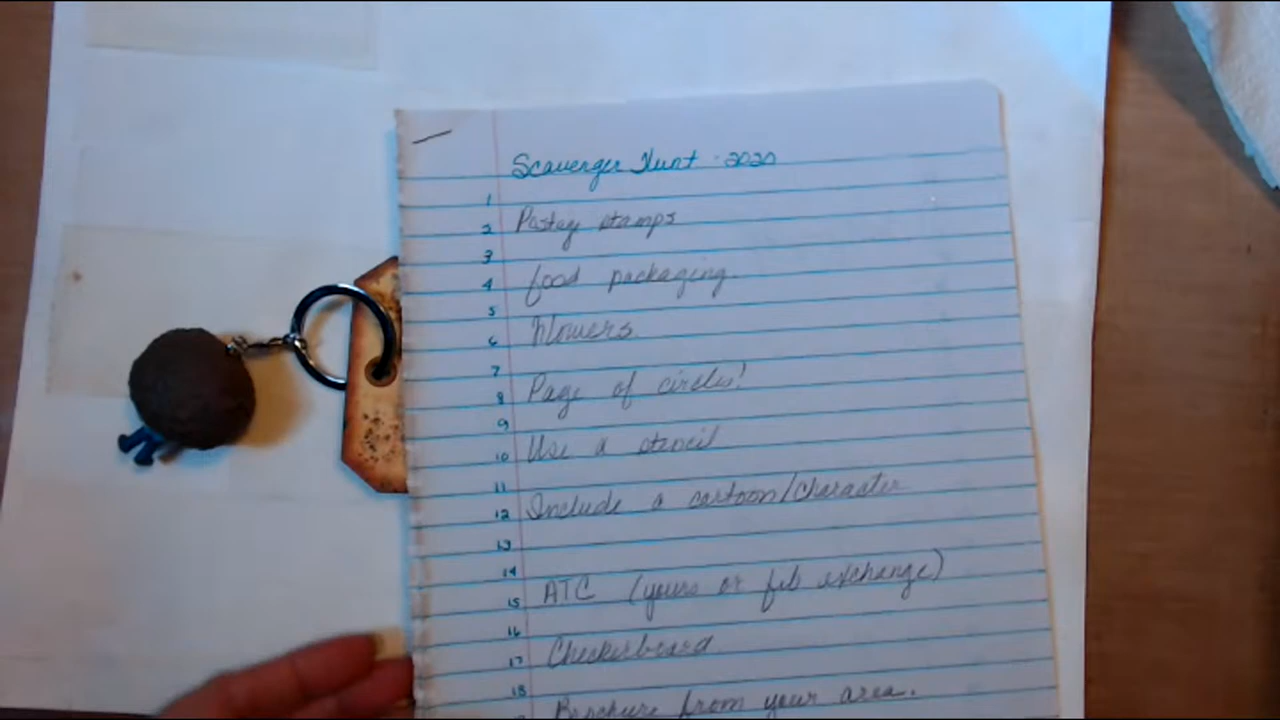 Scavenger Hunt - 2020
1
2 Postage stamps
3
4 food packaging.
5
6 Flowers.
7
8 Page of circles!
9
10 Use a stencil
11
12 Include a cartoon/character
13
14
15 ATC (yours or feb exchange)
16
17 Checkerboard
18
Brochure from your area.